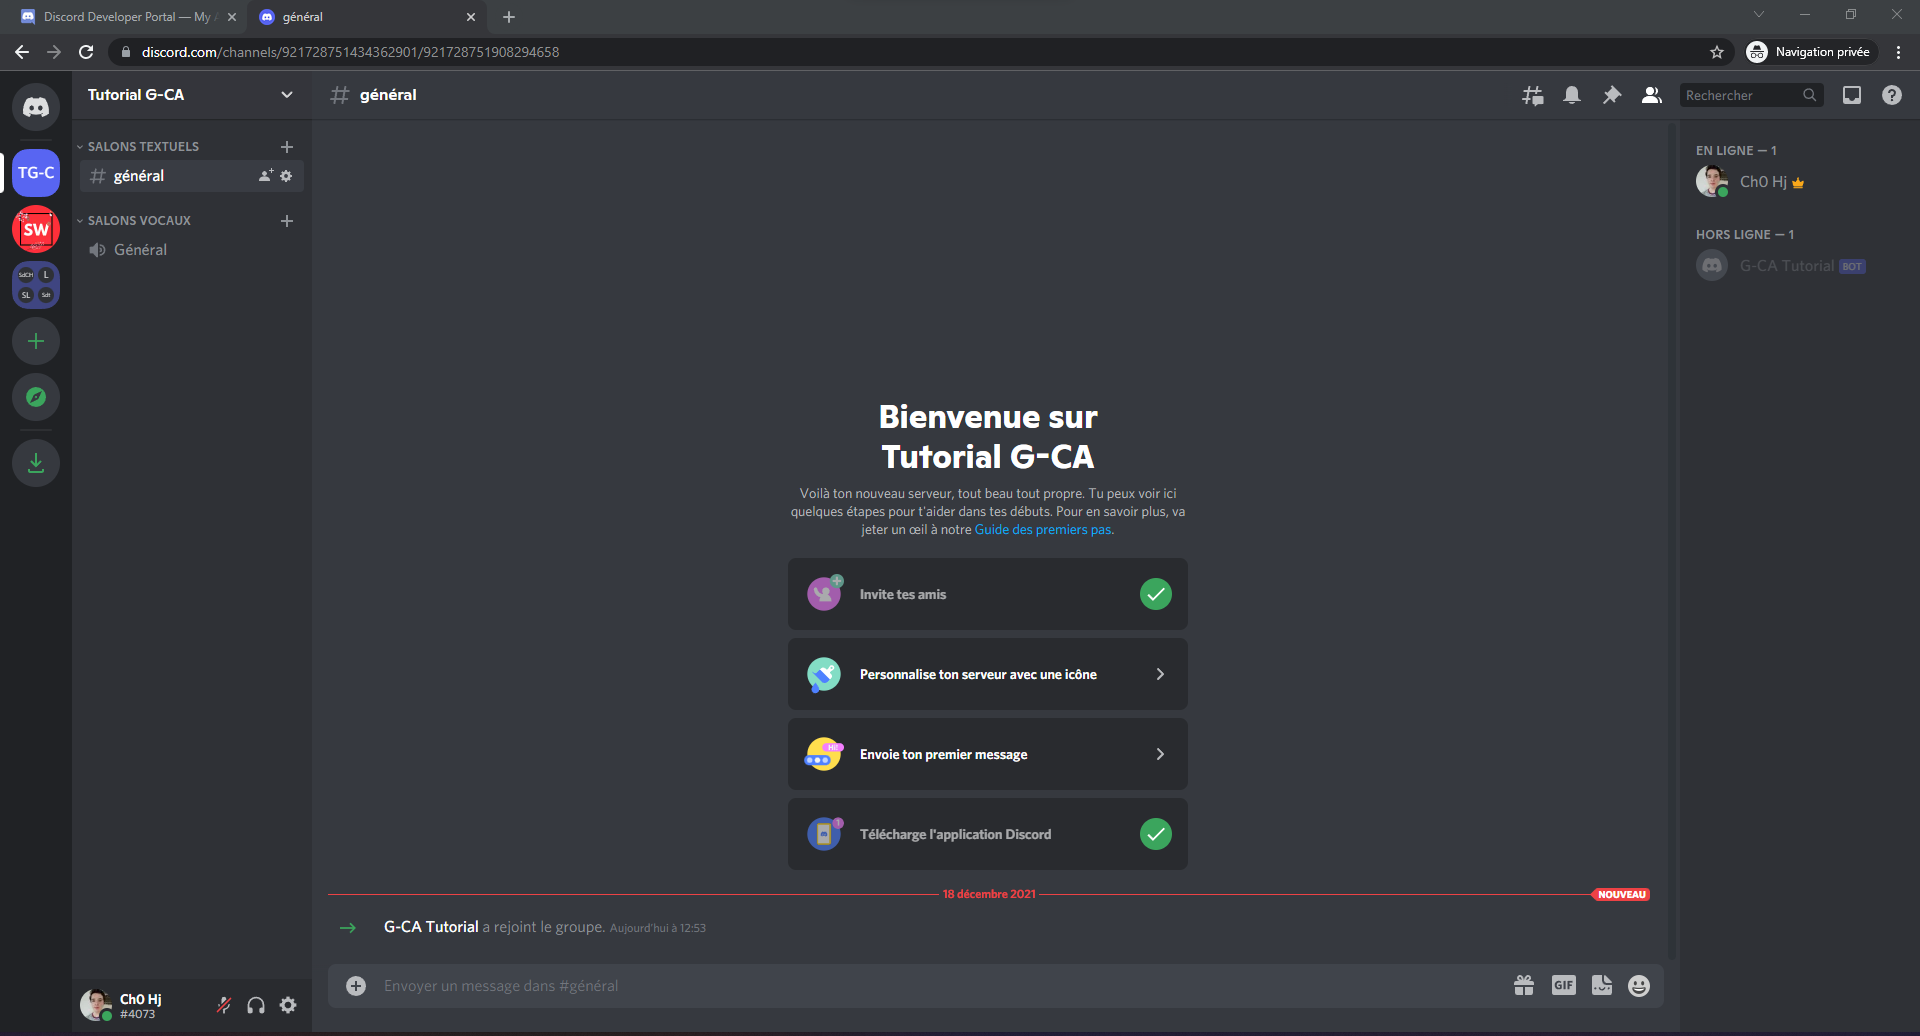 Discord Developer Portal — My
général
discord.com/channels/921728751434362901/921728751908294658
Navigation privée
Tutorial G-CA
général
Rechercher
TG-C
SW
SdCH
L
SL
Sdt
SALONS TEXTUELS
général
SALONS VOCAUX
Général
Bienvenue sur
Tutorial G-CA
Voilà ton nouveau serveur, tout beau tout propre. Tu peux voir ici
quelques étapes pour t'aider dans tes débuts. Pour en savoir plus, va
jeter un œil à notre Guide des premiers pas.
Invite tes amis
Personnalise ton serveur avec une icône
Hi!
Envoie ton premier message
1
Télécharge l'application Discord
18 décembre 2021
NOUVEAU
G-CA Tutorial a rejoint le groupe. Aujourd'hui à 12:53
Envoyer un message dans #général
GIF
Ch0 Hj
#4073
EN LIGNE — 1
Ch0 Hj
HORS LIGNE — 1
G-CA Tutorial BOT